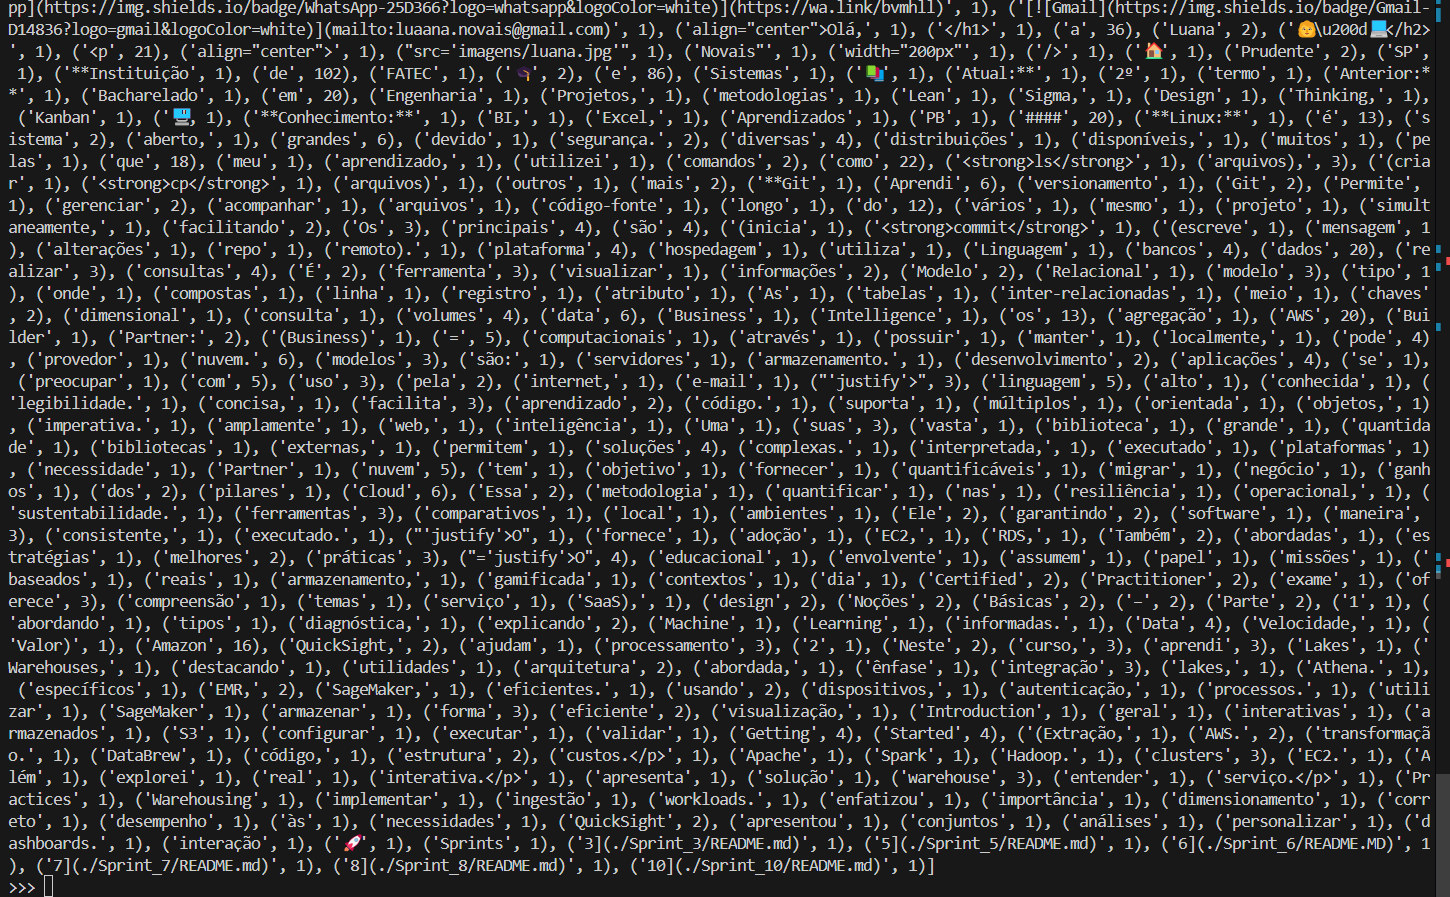 pp](https://img.shields.io/badge/WhatsApp-25D366?logo=whatsapp&logoColor=white)](https://wa.link/bvmhll)', 1), ('[![Gmail](https://img.shields.io/badge/Gmail-
D14836?logo=gmail&logoColor=white)](mailto:luaana.novais@gmail.com)', 1), ('align="center">Olá,', 1), ('</h1>', 1), ('a', 36), ('Luana', 2), ('👩\u200d💻</h2>
', 1), ('<p', 21), ('align="center">', 1), ("src='imagens/luana.jpg'", 1), ('Novais"', 1), ('width="200px"', 1), ('/>', 1), ('🏠', 1), ('Prudente', 2), ('SP',
 1), ('**Instituição', 1), ('de', 102), ('FATEC', 1), ('🎓', 2), ('e', 86), ('Sistemas', 1), ('📚', 1), ('Atual:**', 1), ('2º', 1), ('termo', 1), ('Anterior:*
*', 1), ('Bacharelado', 1), ('em', 20), ('Engenharia', 1), ('Projetos,', 1), ('metodologias', 1), ('Lean', 1), ('Sigma,', 1), ('Design', 1), ('Thinking,', 1),
 ('Kanban', 1), ('💻, 1), ('**Conhecimento:**', 1), ('BI,', 1), ('Excel,', 1), ('Aprendizados', 1), ('PB', 1), ('####', 20), ('**Linux:**', 1), ('é', 13), ('s
istema', 2), ('aberto,', 1), ('grandes', 6), ('devido', 1), ('segurança.', 2), ('diversas', 4), ('distribuições', 1), ('disponíveis,', 1), ('muitos', 1), ('pe
las', 1), ('que', 18), ('meu', 1), ('aprendizado,', 1), ('utilizei', 1), ('comandos', 2), ('como', 22), ('<strong>ls</strong>', 1), ('arquivos),', 3), ('(cria
r', 1), ('<strong>cp</strong>', 1), ('arquivos)', 1), ('outros', 1), ('mais', 2), ('**Git', 1), ('Aprendi', 6), ('versionamento', 1), ('Git', 2), ('Permite',
1), ('gerenciar', 2), ('acompanhar', 1), ('arquivos', 1), ('código-fonte', 1), ('longo', 1), ('do', 12), ('vários', 1), ('mesmo', 1), ('projeto', 1), ('simult
aneamente,', 1), ('facilitando', 2), ('Os', 3), ('principais', 4), ('são', 4), ('(inicia', 1), ('<strong>commit</strong>', 1), ('(escreve', 1), ('mensagem', 1
), ('alterações', 1), ('repo', 1), ('remoto).', 1), ('plataforma', 4), ('hospedagem', 1), ('utiliza', 1), ('Linguagem', 1), ('bancos', 4), ('dados', 20), ('re
alizar', 3), ('consultas', 4), ('É', 2), ('ferramenta', 3), ('visualizar', 1), ('informações', 2), ('Modelo', 2), ('Relacional', 1), ('modelo', 3), ('tipo', 1
), ('onde', 1), ('compostas', 1), ('linha', 1), ('registro', 1), ('atributo', 1), ('As', 1), ('tabelas', 1), ('inter-relacionadas', 1), ('meio', 1), ('chaves'
, 2), ('dimensional', 1), ('consulta', 1), ('volumes', 4), ('data', 6), ('Business', 1), ('Intelligence', 1), ('os', 13), ('agregação', 1), ('AWS', 20), ('Bui
lder', 1), ('Partner:', 2), ('(Business)', 1), ('=', 5), ('computacionais', 1), ('através', 1), ('possuir', 1), ('manter', 1), ('localmente,', 1), ('pode', 4)
, ('provedor', 1), ('nuvem.', 6), ('modelos', 3), ('são:', 1), ('servidores', 1), ('armazenamento.', 1), ('desenvolvimento', 2), ('aplicações', 4), ('se', 1),
 ('preocupar', 1), ('com', 5), ('uso', 3), ('pela', 2), ('internet,', 1), ('e-mail', 1), ("'justify'>", 3), ('linguagem', 5), ('alto', 1), ('conhecida', 1), (
'legibilidade.', 1), ('concisa,', 1), ('facilita', 3), ('aprendizado', 2), ('código.', 1), ('suporta', 1), ('múltiplos', 1), ('orientada', 1), ('objetos,', 1)
, ('imperativa.', 1), ('amplamente', 1), ('web,', 1), ('inteligência', 1), ('Uma', 1), ('suas', 3), ('vasta', 1), ('biblioteca', 1), ('grande', 1), ('quantida
de', 1), ('bibliotecas', 1), ('externas,', 1), ('permitem', 1), ('soluções', 4), ('complexas.', 1), ('interpretada,', 1), ('executado', 1), ('plataformas', 1)
, ('necessidade', 1), ('Partner', 1), ('nuvem', 5), ('tem', 1), ('objetivo', 1), ('fornecer', 1), ('quantificáveis', 1), ('migrar', 1), ('negócio', 1), ('ganh
os', 1), ('dos', 2), ('pilares', 1), ('Cloud', 6), ('Essa', 2), ('metodologia', 1), ('quantificar', 1), ('nas', 1), ('resiliência', 1), ('operacional,', 1), (
'sustentabilidade.', 1), ('ferramentas', 3), ('comparativos', 1), ('local', 1), ('ambientes', 1), ('Ele', 2), ('garantindo', 2), ('software', 1), ('maneira',
3), ('consistente,', 1), ('executado.', 1), ("'justify'>O", 1), ('fornece', 1), ('adoção', 1), ('EC2,', 1), ('RDS,', 1), ('Também', 2), ('abordadas', 1), ('es
tratégias', 1), ('melhores', 2), ('práticas', 3), ("='justify'>O", 4), ('educacional', 1), ('envolvente', 1), ('assumem', 1), ('papel', 1), ('missões', 1), ('
baseados', 1), ('reais', 1), ('armazenamento,', 1), ('gamificada', 1), ('contextos', 1), ('dia', 1), ('Certified', 2), ('Practitioner', 2), ('exame', 1), ('of
erece', 3), ('compreensão', 1), ('temas', 1), ('serviço', 1), ('SaaS),', 1), ('design', 2), ('Noções', 2), ('Básicas', 2), ('–', 2), ('Parte', 2), ('1', 1), (
'abordando', 1), ('tipos', 1), ('diagnóstica,', 1), ('explicando', 2), ('Machine', 1), ('Learning', 1), ('informadas.', 1), ('Data', 4), ('Velocidade,', 1), (
'Valor)', 1), ('Amazon', 16), ('QuickSight,', 2), ('ajudam', 1), ('processamento', 3), ('2', 1), ('Neste', 2), ('curso,', 3), ('aprendi', 3), ('Lakes', 1), ('
Warehouses,', 1), ('destacando', 1), ('utilidades', 1), ('arquitetura', 2), ('abordada,', 1), ('ênfase', 1), ('integração', 3), ('lakes,', 1), ('Athena.', 1),
 ('específicos', 1), ('EMR,', 2), ('SageMaker,', 1), ('eficientes.', 1), ('usando', 2), ('dispositivos,', 1), ('autenticação,', 1), ('processos.', 1), ('utili
zar', 1), ('SageMaker', 1), ('armazenar', 1), ('forma', 3), ('eficiente', 2), ('visualização,', 1), ('Introduction', 1), ('geral', 1), ('interativas', 1), ('a
rmazenados', 1), ('S3', 1), ('configurar', 1), ('executar', 1), ('validar', 1), ('Getting', 4), ('Started', 4), ('(Extração,', 1), ('AWS.', 2), ('transformaçã
o.', 1), ('DataBrew', 1), ('código,', 1), ('estrutura', 2), ('custos.</p>', 1), ('Apache', 1), ('Spark', 1), ('Hadoop.', 1), ('clusters', 3), ('EC2.', 1), ('A
lém', 1), ('explorei', 1), ('real', 1), ('interativa.</p>', 1), ('apresenta', 1), ('solução', 1), ('warehouse', 3), ('entender', 1), ('serviço.</p>', 1), ('Pr
actices', 1), ('Warehousing', 1), ('implementar', 1), ('ingestão', 1), ('workloads.', 1), ('enfatizou', 1), ('importância', 1), ('dimensionamento', 1), ('corr
eto', 1), ('desempenho', 1), ('às', 1), ('necessidades', 1), ('QuickSight', 2), ('apresentou', 1), ('conjuntos', 1), ('análises', 1), ('personalizar', 1), ('d
ashboards.', 1), ('interação', 1), ('🚀', 1), ('Sprints', 1), ('3](./Sprint_3/README.md)', 1), ('5](./Sprint_5/README.md)', 1), ('6](./Sprint_6/README.MD)', 1
), ('7](./Sprint_7/README.md)', 1), ('8](./Sprint_8/README.md)', 1), ('10](./Sprint_10/README.md)', 1)]
>>>